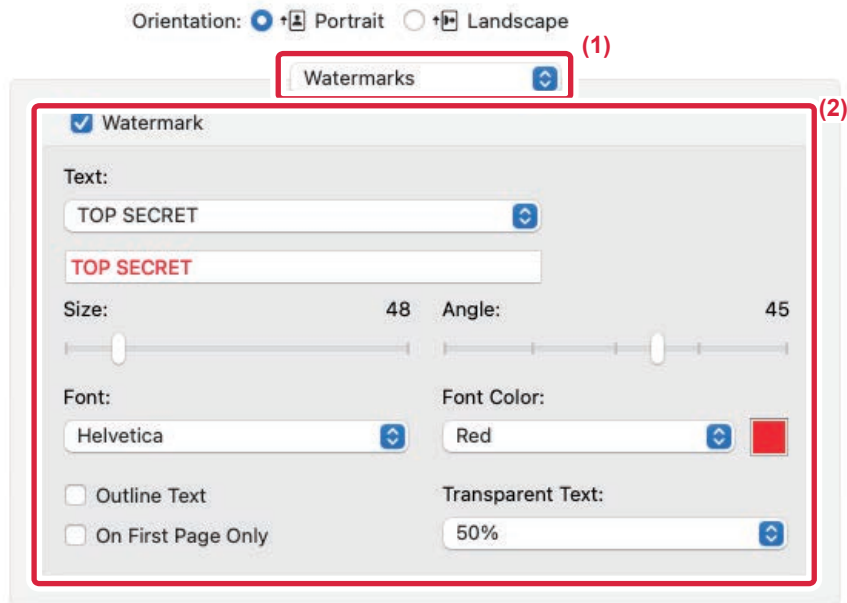 Orientation: Portrait Landscape
(1)
Watermarks
(2)
Watermark
Text:
TOP SECRET
TOP SECRET
Size: 48 Angle: 45
Font: Font Color:
Helvetica Red
Outline Text Transparent Text:
On First Page Only 50%